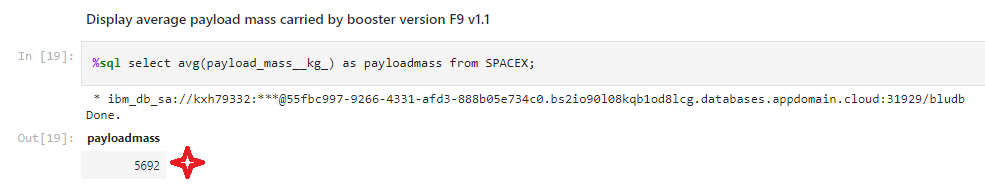 Display average payload mass carried by booster version F9 v1.1
In [19]: %sql select avg(payload_mass__kg_) as payloadmass from SPACEX;
* ibm_db_sa://kxh79332:***@55fbc997-9266-4331-afd3-888b05e734c0.bs2io90l08kqb1od8lcg.databases.appdomain.cloud:31929/bludb
Done.
Out[19]: payloadmass
5692